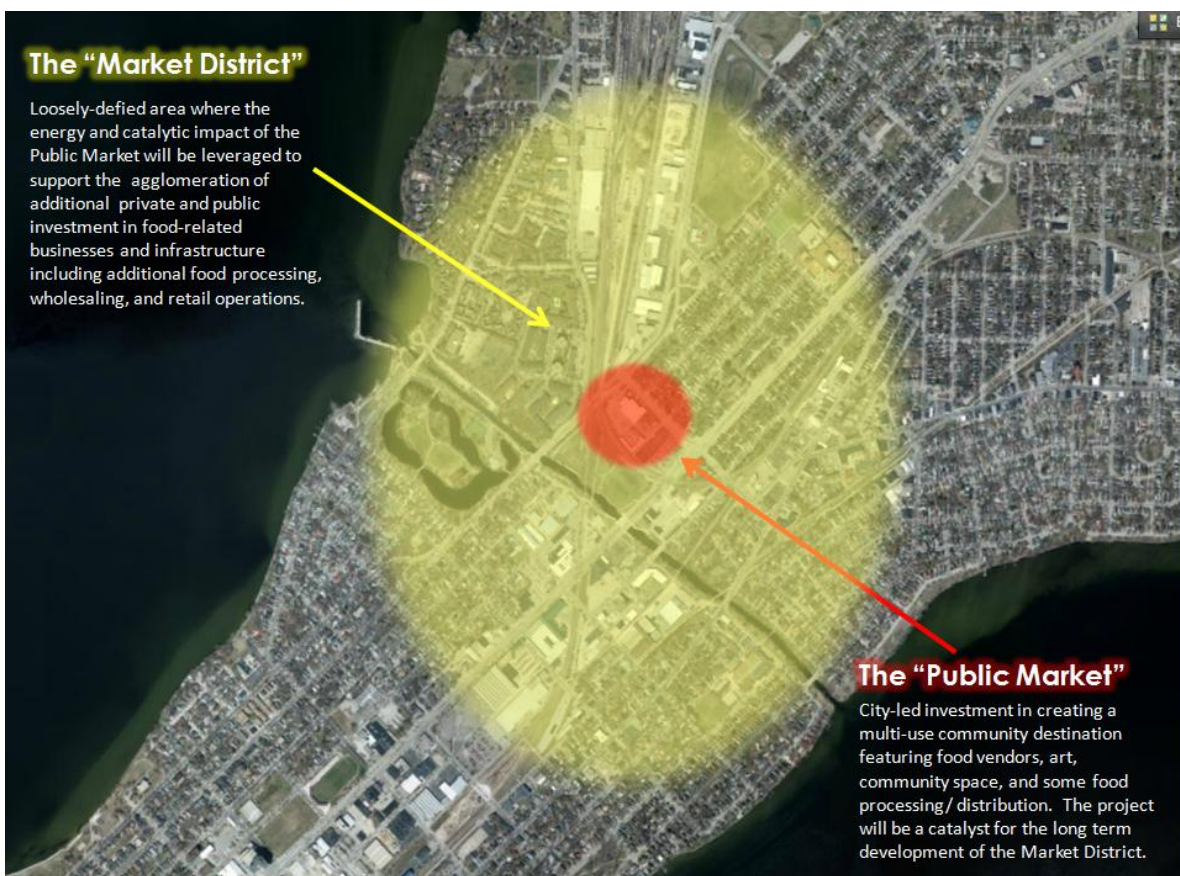 The “Market District”
Loosely-defied area where the
energy and catalytic impact of the
Public Market will be leveraged to
support the agglomeration of
additional private and public
investment in food-related
businesses and infrastructure
including additional food processing,
wholesaling, and retail operations.
The “Public Market”
City-led investment in creating a
multi-use community destination
featuring food vendors, art,
community space, and some food
processing/ distribution. The project
will be a catalyst for the long term
development of the Market District.